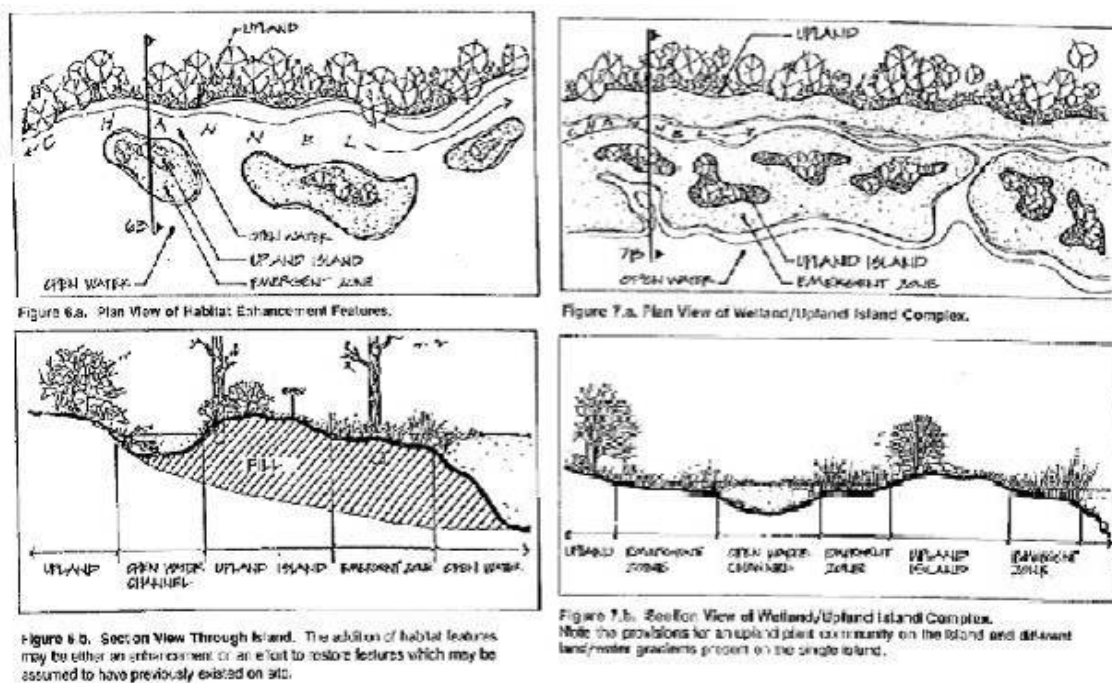 UPLAND
CHANNEL
6B
OPEN WATER
UPLAND ISLAND
OPEN WATER
EMERGENT ZONE
Figure 6.a. Plan View of Habitat Enhancement Features.
FILL
UPLAND
OPEN WATER
CHANNEL
UPLAND ISLAND
EMERGENT ZONE
OPEN WATER
Figure 6.b. Section View Through Island. The addition of habitat features
may be either an enhancement or an effort to restore features which may be
assumed to have previously existed on site.
UPLAND
CHANNEL
7B
UPLAND ISLAND
OPEN WATER
EMERGENT ZONE
Figure 7.a. Plan View of Wetland/Upland Island Complex.
UPLAND
EMERGENT
ZONE
OPEN WATER
CHANNEL
EMERGENT
ZONE
UPLAND
ISLAND
EMERGENT
ZONE
Figure 7.b. Section View of Wetland/Upland Island Complex.
Note the provisions for an upland plant community on the island and different
land/water gradients present on the single island.